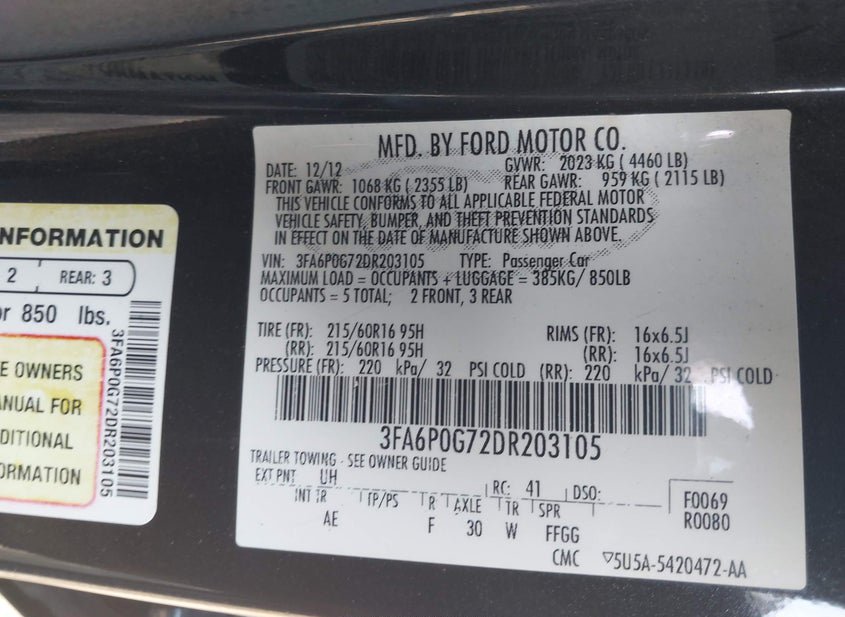 NFORMATION
2
REAR: 3
or 850 lbs.
E OWNERS
ANUAL FOR
DITIONAL
ORMATION
3FA6P0G72DR203105
MFD. BY FORD MOTOR CO.
DATE: 12/12 GVWR: 2023 KG ( 4460 LB)
FRONT GAWR: 1068 KG ( 2355 LB) REAR GAWR: 959 KG ( 2115 LB)
THIS VEHICLE CONFORMS TO ALL APPLICABLE FEDERAL MOTOR
VEHICLE SAFETY, BUMPER, AND THEFT PREVENTION STANDARDS
IN EFFECT ON THE DATE OF MANUFACTURE SHOWN ABOVE.
VIN: 3FA6P0G72DR203105 TYPE: Passenger Car
MAXIMUM LOAD = OCCUPANTS + LUGGAGE = 385KG/ 850LB
OCCUPANTS = 5 TOTAL; 2 FRONT, 3 REAR
TIRE (FR): 215/60R16 95H RIMS (FR): 16x6.5J
(RR): 215/60R16 95H (RR): 16x6.5J
PRESSURE (FR): 220 kPa/ 32 PSI COLD (RR): 220 kPa/ 32 PSI COLD
3FA6P0G72DR203105
TRAILER TOWING - SEE OWNER GUIDE
EXT PNT UH RC: 41 DSO:
INT TR TP/PS R AXLE TR SPR F0069
AE F 30 W FFGG R0080
CMC ▽5U5A-5420472-AA